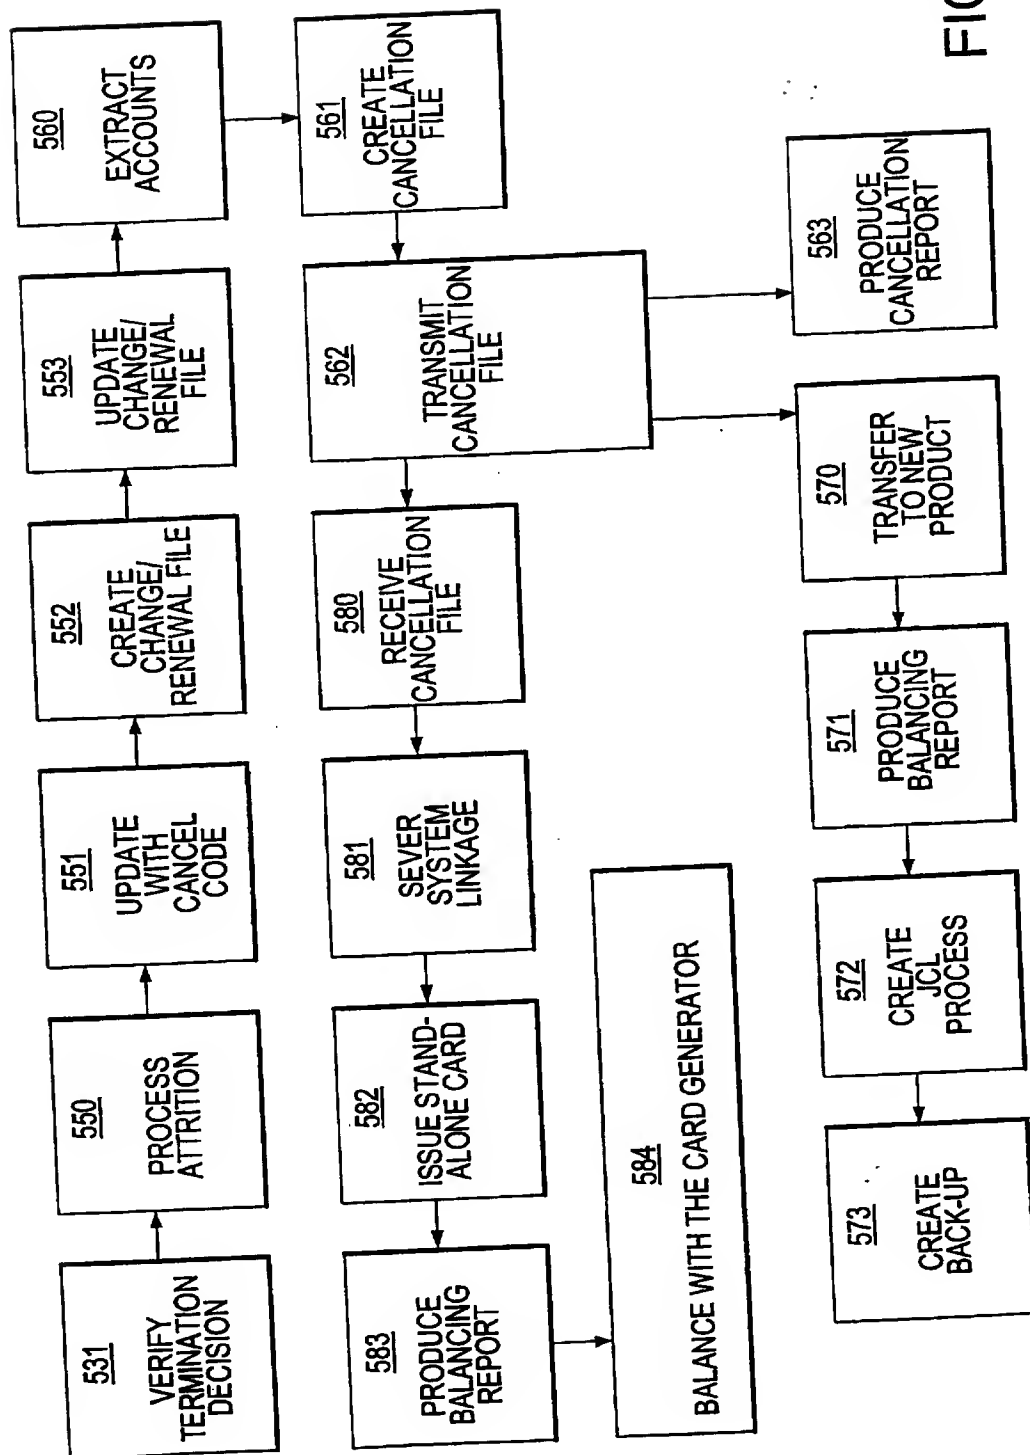 531
VERIFY
TERMINATION
DECISION
550
PROCESS
ATTRITION
551
UPDATE
WITH
CANCEL
CODE
552
CREATE
CHANGE/
RENEWAL FILE
553
UPDATE
CHANGE/
RENEWAL
FILE
560
EXTRACT
ACCOUNTS
561
CREATE
CANCELLATION
FILE
562
TRANSMIT
CANCELLATION
FILE
580
RECEIVE
CANCELLATION
FILE
581
SEVER
SYSTEM
LINKAGE
582
ISSUE STAND-
ALONE CARD
583
PRODUCE
BALANCING
REPORT
584
BALANCE WITH THE CARD GENERATOR
563
PRODUCE
CANCELLATION
REPORT
570
TRANSFER
TO NEW
PRODUCT
571
PRODUCE
BALANCING
REPORT
572
CREATE
JCL
PROCESS
573
CREATE
BACK-UP